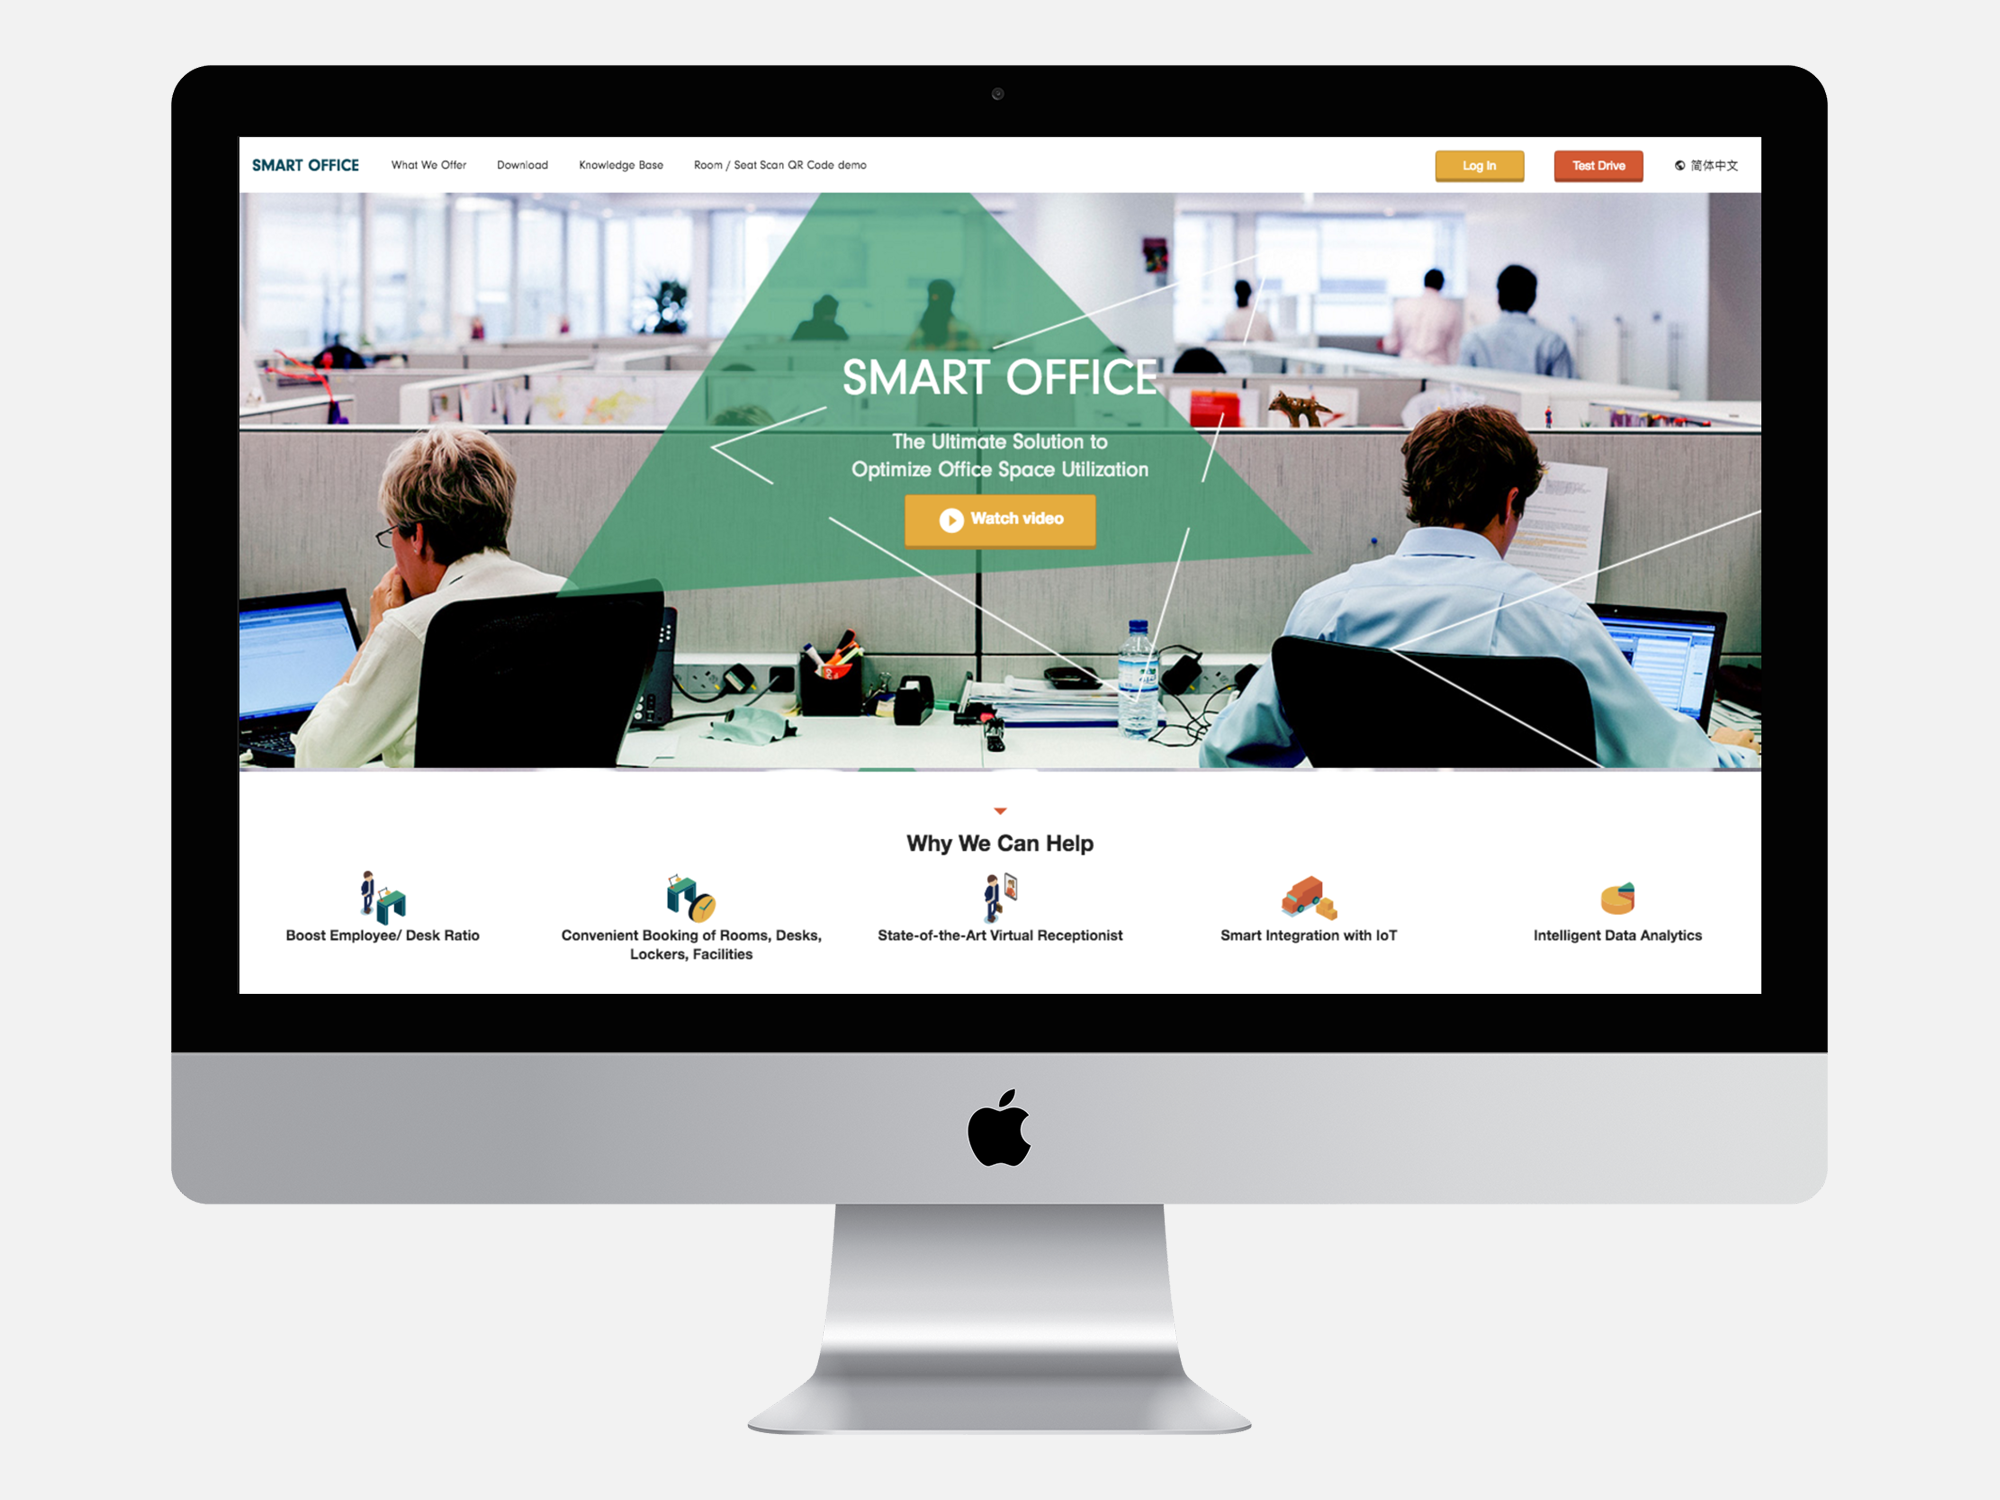 SMART OFFICE
What We Offer
Download
Knowledge Base
Room / Seat Scan QR Code demo
Log In
Test Drive
简体中文
SMART OFFICE
The Ultimate Solution to
Optimize Office Space Utilization
Watch video
Why We Can Help
Boost Employee/ Desk Ratio
Convenient Booking of Rooms, Desks,
Lockers, Facilities
State-of-the-Art Virtual Receptionist
Smart Integration with IoT
Intelligent Data Analytics